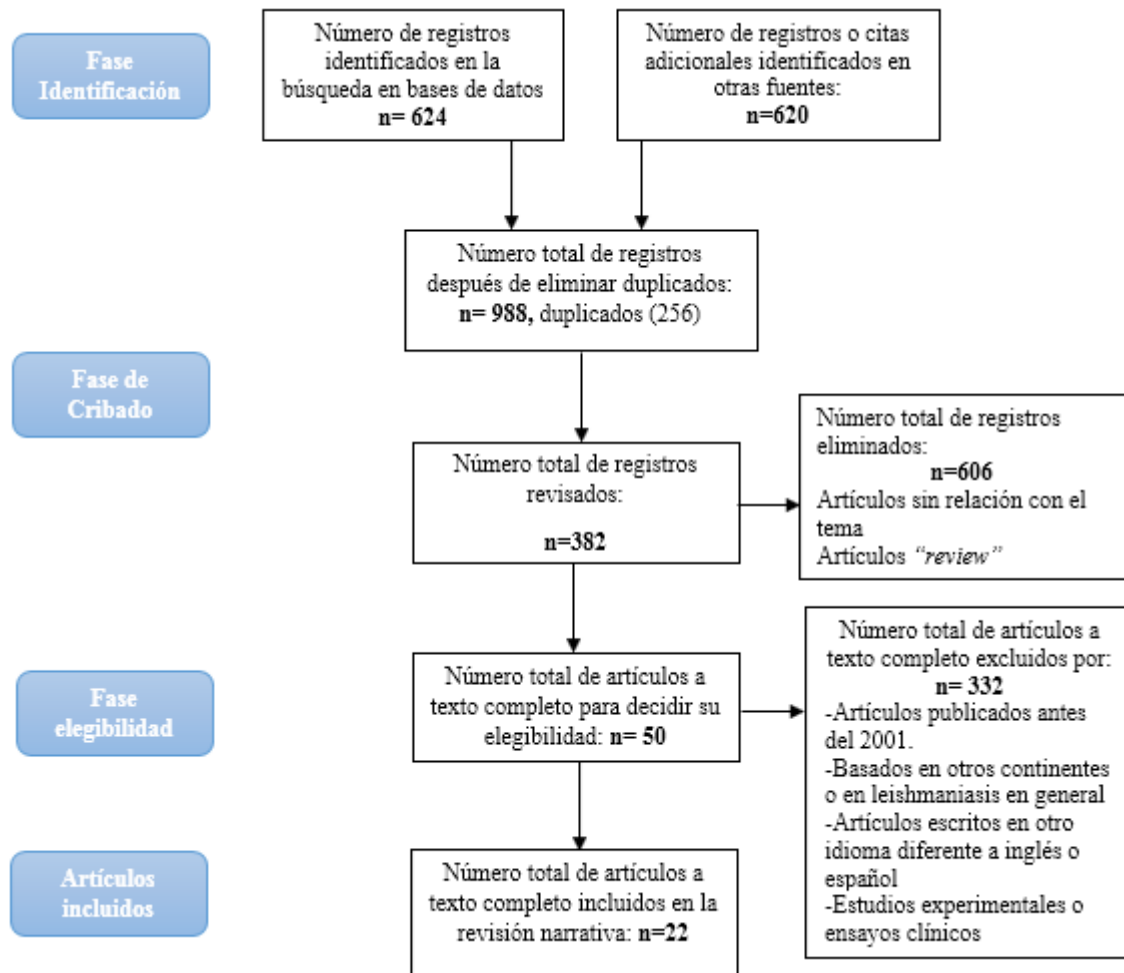 Fase
Identificación
Número de registros
identificados en la
búsqueda en bases de datos
n= 624
Número de registros o citas
adicionales identificados en
otras fuentes:
n=620
Número total de registros
después de eliminar duplicados:
n= 988, duplicados (256)
Fase de
Cribado
Número total de registros
revisados:
n=382
Número total de registros
eliminados:
n=606
Artículos sin relación con el
tema
Artículos “review”
Fase
elegibilidad
Número total de artículos a
texto completo para decidir su
elegibilidad: n= 50
Número total de artículos a
texto completo excluidos por:
n= 332
-Artículos publicados antes
del 2001.
-Basados en otros continentes
o en leishmaniasis en general
-Artículos escritos en otro
idioma diferente a inglés o
español
-Estudios experimentales o
ensayos clínicos
Artículos
incluidos
Número total de artículos a
texto completo incluidos en la
revisión narrativa: n=22